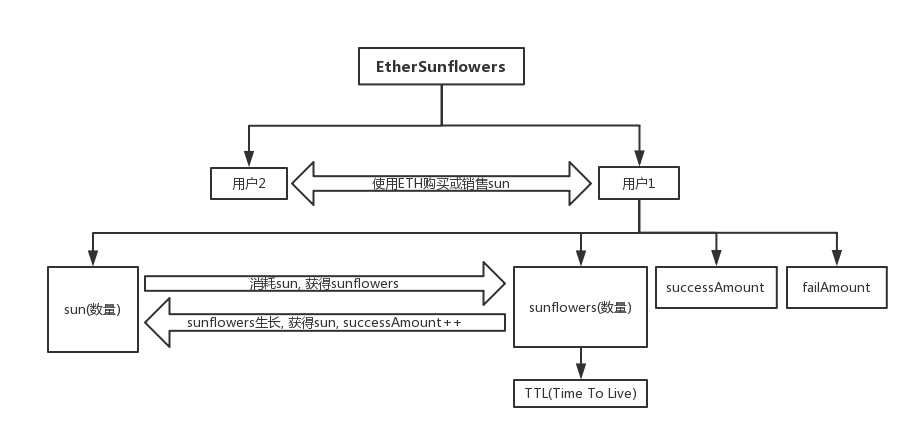 EtherSunflowers
用户2
使用ETH购买或销售sun
用户1
sun(数量)
消耗sun, 获得sunflowers
sunflowers生长, 获得sun, successAmount++
sunflowers(数量)
successAmount
failAmount
TTL(Time To Live)